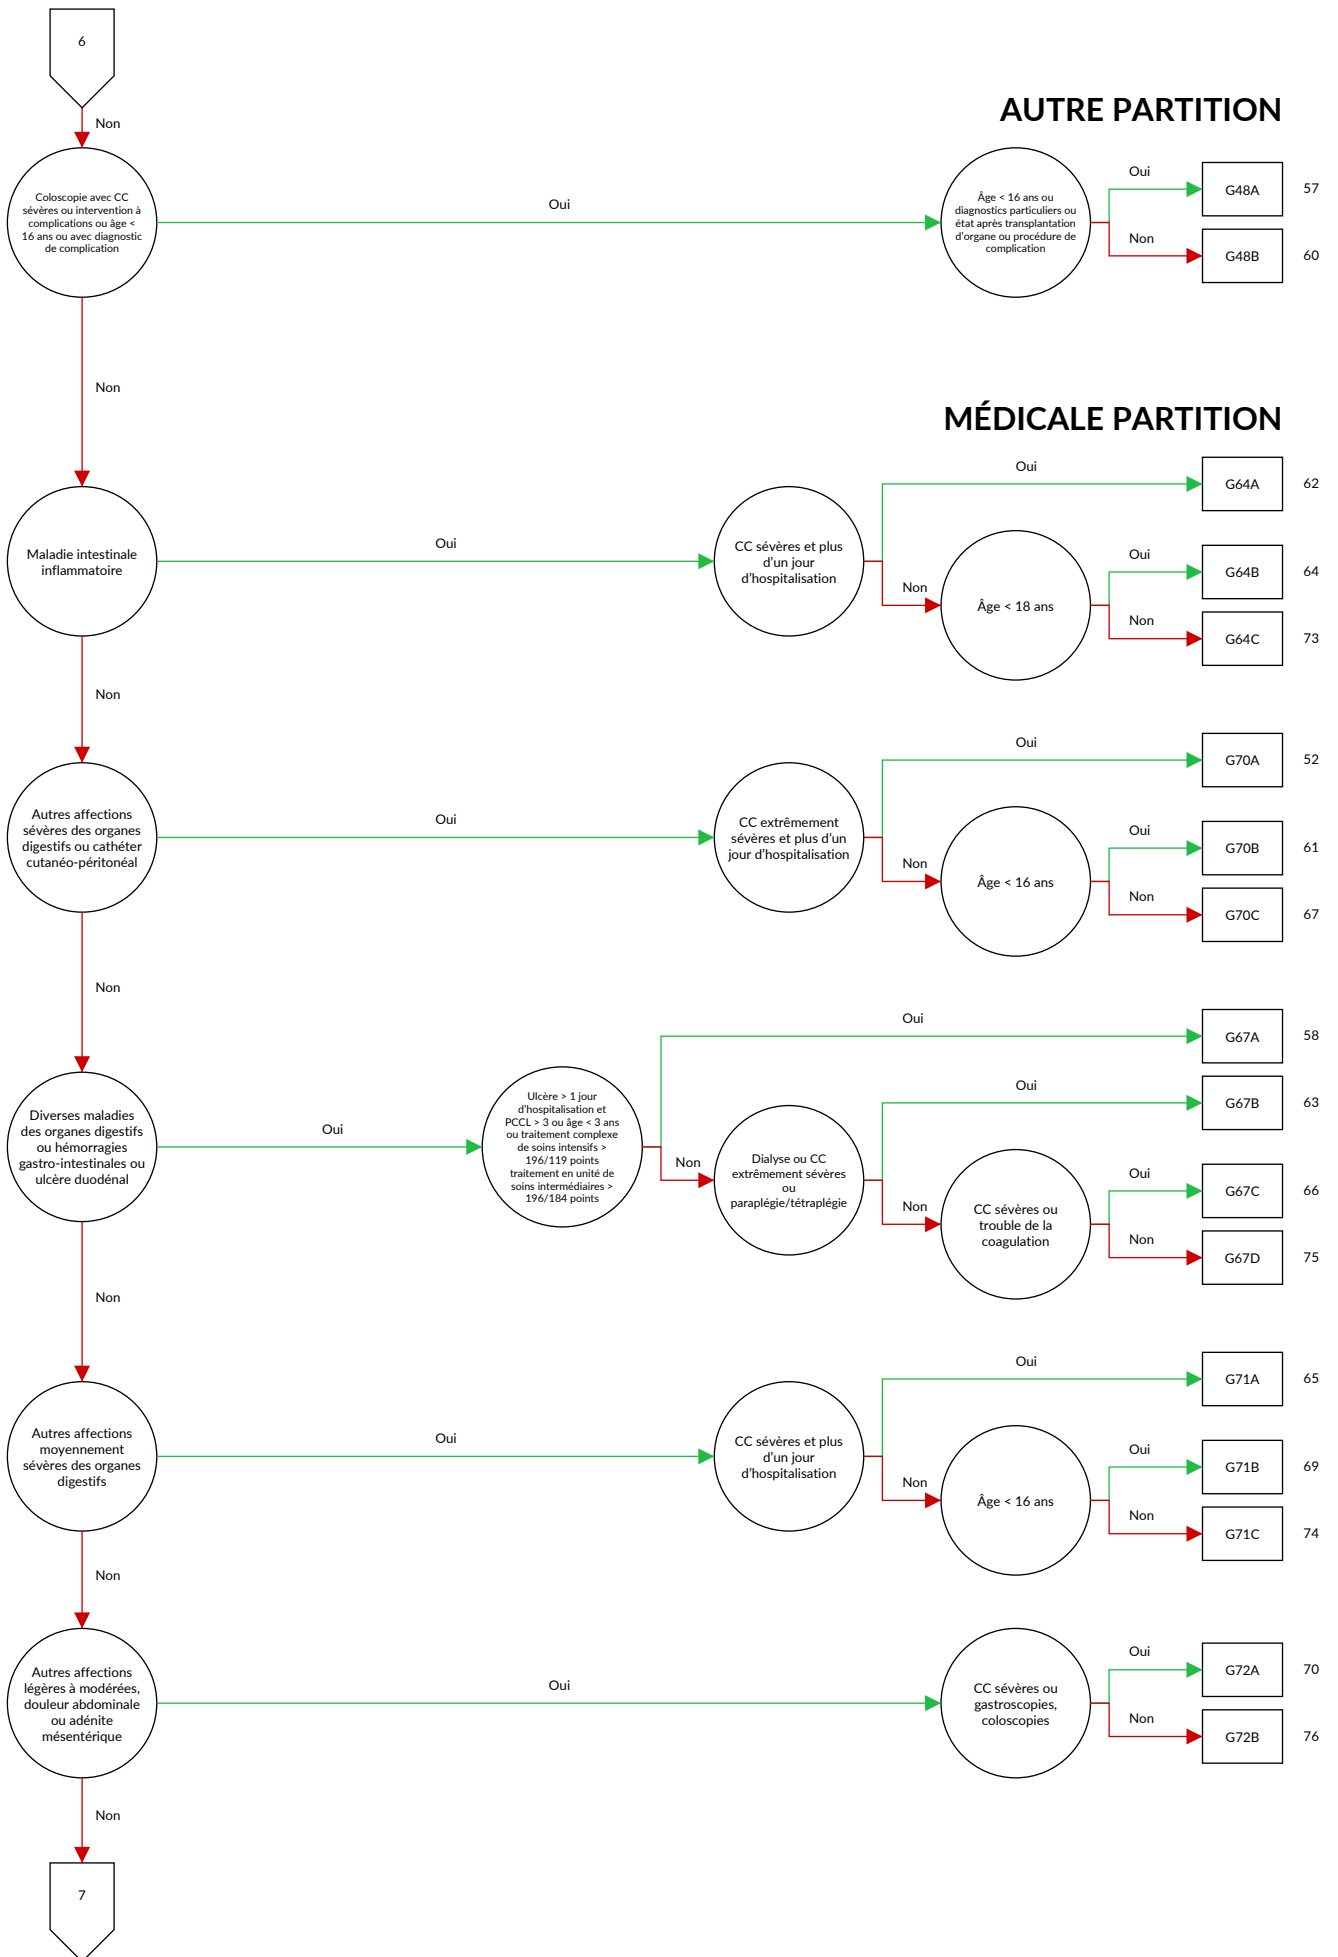 6
Non
AUTRE PARTITION
Coloscopie avec CC
sévères ou intervention à
complications ou âge <
16 ans ou avec diagnostic
de complication
Oui
Âge < 16 ans ou
diagnostics particuliers ou
état après transplantation
d'organe ou procédure de
complication
Oui
G48A
57
Non
G48B
60
Non
MÉDICALE PARTITION
Maladie intestinale
inflammatoire
Oui
CC sévères et plus
d'un jour
d'hospitalisation
Oui
G64A
62
Non
Âge < 18 ans
Oui
G64B
64
Non
G64C
73
Non
Autres affections
sévères des organes
digestifs ou cathéter
cutanéo-péritonéal
Oui
CC extrêmement
sévères et plus d'un
jour d'hospitalisation
Oui
G70A
52
Non
Âge < 16 ans
Oui
G70B
61
Non
G70C
67
Non
Diverses maladies
des organes digestifs
ou hémorragies
gastro-intestinales ou
ulcère duodénal
Oui
Ulcère > 1 jour
d'hospitalisation et
PCCL > 3 ou âge < 3 ans
ou traitement complexe
de soins intensifs >
196/119 points
traitement en unité de
soins intermédiaires >
196/184 points
Oui
G67A
58
Non
Dialyse ou CC
extrêmement sévères
ou
paraplégie/tétraplégie
Oui
G67B
63
Non
CC sévères ou
trouble de la
coagulation
Oui
G67C
66
Non
G67D
75
Non
Autres affections
moyennement
sévères des organes
digestifs
Oui
CC sévères et plus
d'un jour
d'hospitalisation
Oui
G71A
65
Non
Âge < 16 ans
Oui
G71B
69
Non
G71C
74
Non
Autres affections
légères à modérées,
douleur abdominale
ou adénite
mésentérique
Oui
CC sévères ou
gastroscopies,
coloscopies
Oui
G72A
70
Non
G72B
76
Non
7